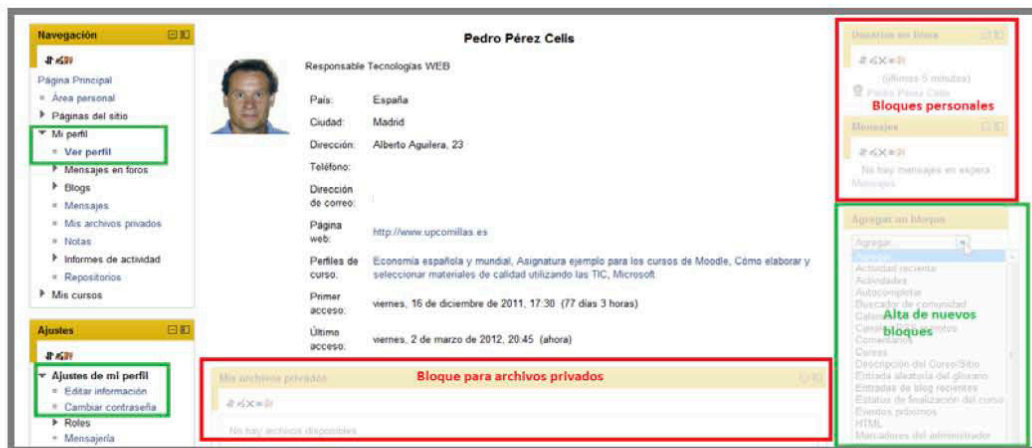 Navegación
Página Principal
Área personal
Páginas del sitio
Mi perfil
Ver perfil
Mensajes en foros
Blogs
Mensajes
Mis archivos privados
Notas
Informes de actividad
Repositorios
Mis cursos
Ajustes
Ajustes de mi perfil
Editar información
Cambiar contraseña
Roles
Mensajería
Pedro Pérez Celis
Responsable Tecnologías WEB
País: España
Ciudad: Madrid
Dirección: Alberto Aguilera, 23
Teléfono:
Dirección
de correo:
Página
web: http://www.upcomillas.es
Perfiles de Economía española y mundial, Asignatura ejemplo para los cursos de Moodle, Cómo elaborar y
curso: seleccionar materiales de calidad utilizando las TIC, Microsoft
Primer
acceso: viernes, 16 de diciembre de 2011, 17:30 (77 días 3 horas)
Último
acceso: viernes, 2 de marzo de 2012, 20:45 (ahora)
Mis archivos privados
Bloque para archivos privados
No hay archivos disponibles
Usuarios en línea
(últimos 5 minutos)
Pedro Pérez Celis
Bloques personales
Mensajes
No hay mensajes en espera
Mensajes
Agregar un bloque
Agregar...
Agregar...
Actividad reciente
Actividades
Autocompletar
Buscador de comunidad
Alta de nuevos
bloques
Comentarios
Cursos
Descripción del Curso/Sitio
Entrada aleatoria del glosario
Entradas de blog recientes
Estatus de finalización del curso
Eventos próximos
HTML
Marcadores del administrador